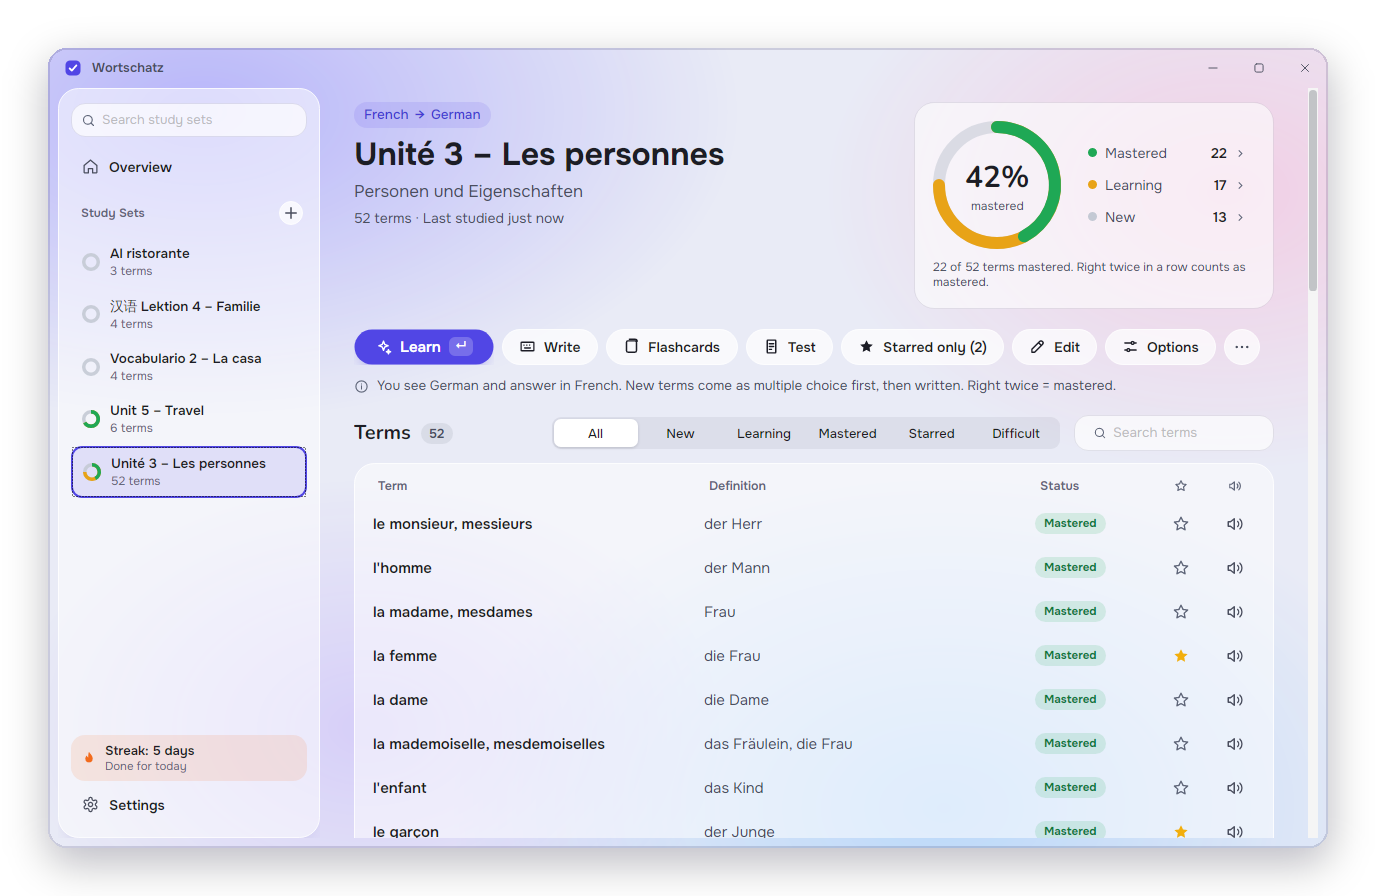 Wortschatz
Search study sets
Overview
Study Sets
Al ristorante
3 terms
汉语 Lektion 4 – Familie
4 terms
Vocabulario 2 – La casa
4 terms
Unit 5 – Travel
6 terms
Unité 3 – Les personnes
52 terms
Streak: 5 days
Done for today
Settings
French → German
Unité 3 – Les personnes
Personen und Eigenschaften
52 terms · Last studied just now
42%
mastered
Mastered 22
Learning 17
New 13
22 of 52 terms mastered. Right twice in a row counts as
mastered.
Learn Write Flashcards Test Starred only (2) Edit Options
You see German and answer in French. New terms come as multiple choice first, then written. Right twice = mastered.
Terms 52 All New Learning Mastered Starred Difficult Search terms
Term Definition Status
le monsieur, messieurs der Herr Mastered
l'homme der Mann Mastered
la madame, mesdames Frau Mastered
la femme die Frau Mastered
la dame die Dame Mastered
la mademoiselle, mesdemoiselles das Fräulein, die Frau Mastered
l'enfant das Kind Mastered
le garçon der Junge Mastered